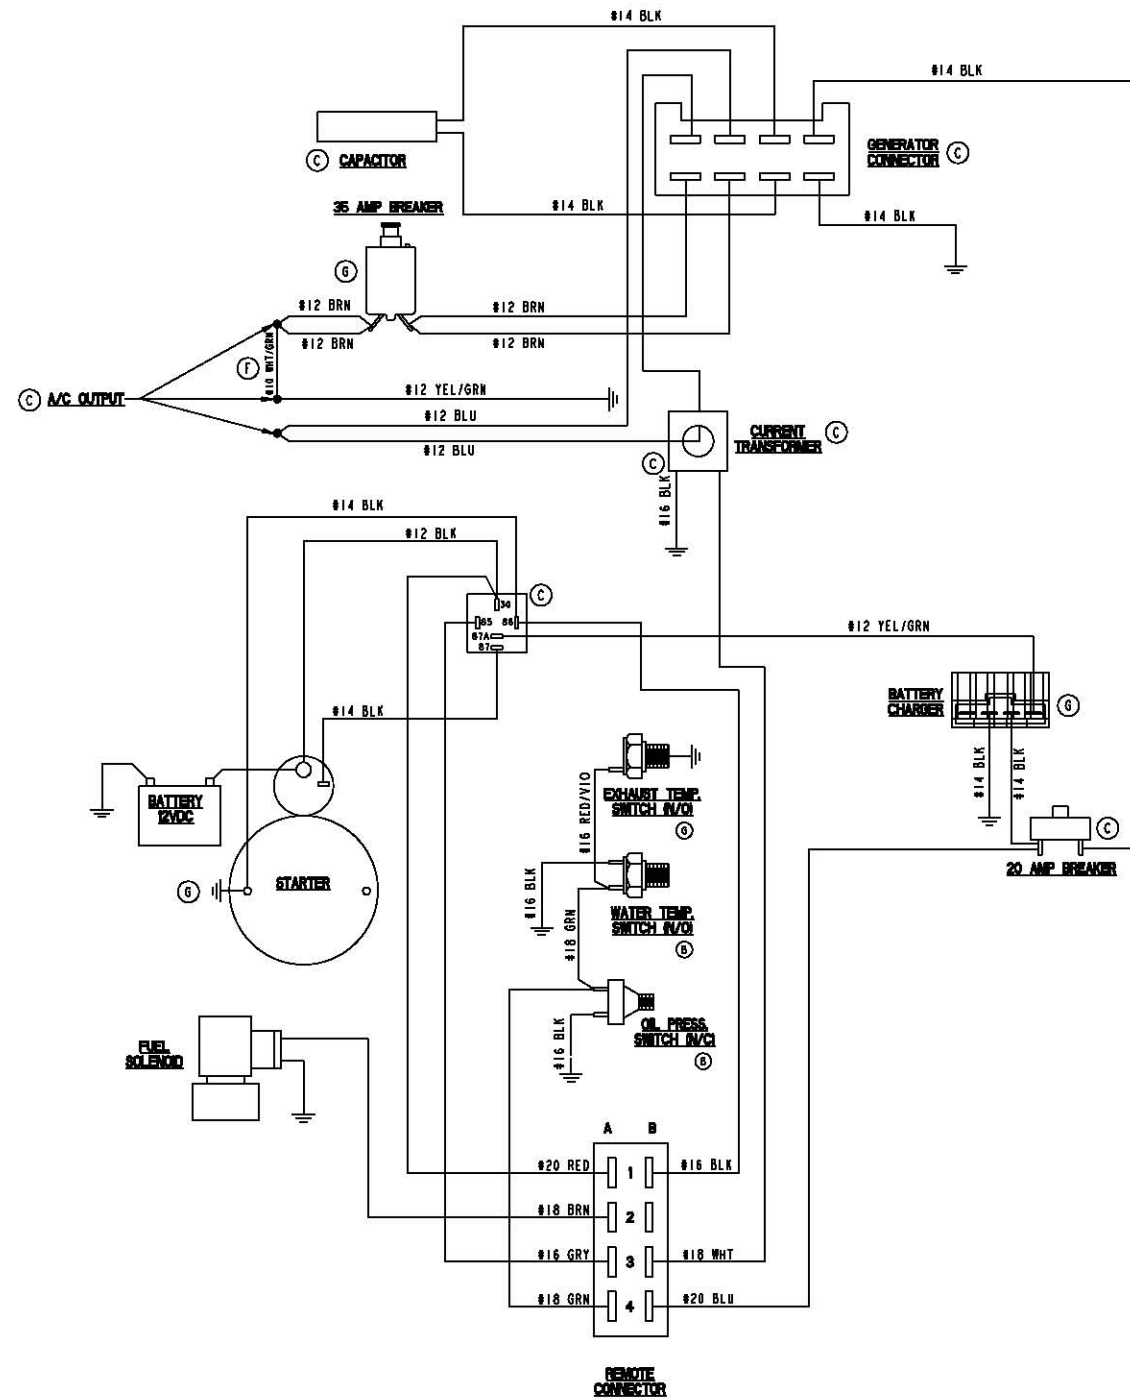 #14 BLK
#14 BLK
GENERATOR
CONNECTOR
C
C
CAPACITOR
#14 BLK
#14 BLK
35 AMP BREAKER
G
#12 BRN
#12 BRN
#12 BRN
#12 BRN
F
#10 WHT/GRN
C
A/C OUTPUT
#12 YEL/GRN
#12 BLU
#12 BLU
CURRENT
TRANSFORMER
C
C
#16 BLK
#14 BLK
#12 BLK
C
30
85
86
87A
87
#12 YEL/GRN
#14 BLK
BATTERY
CHARGER
G
#14 BLK
#14 BLK
BATTERY
12VDC
#16 RED/VIO
EXHAUST TEMP.
SWITCH (N/O)
G
C
20 AMP BREAKER
G
STARTER
#16 BLK
#18 GRN
WATER TEMP.
SWITCH (N/O)
B
FUEL
SOLENOID
#16 BLK
OIL PRESS.
SWITCH (N/C)
B
A B
#20 RED 1 #16 BLK
#18 BRN 2
#16 GRY 3 #18 WHT
#18 GRN 4 #20 BLU
REMOTE
CONNECTOR